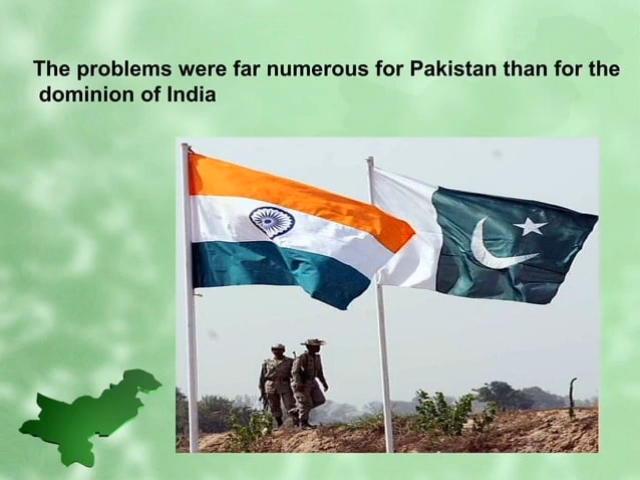 The problems were far numerous for Pakistan than for the
dominion of India